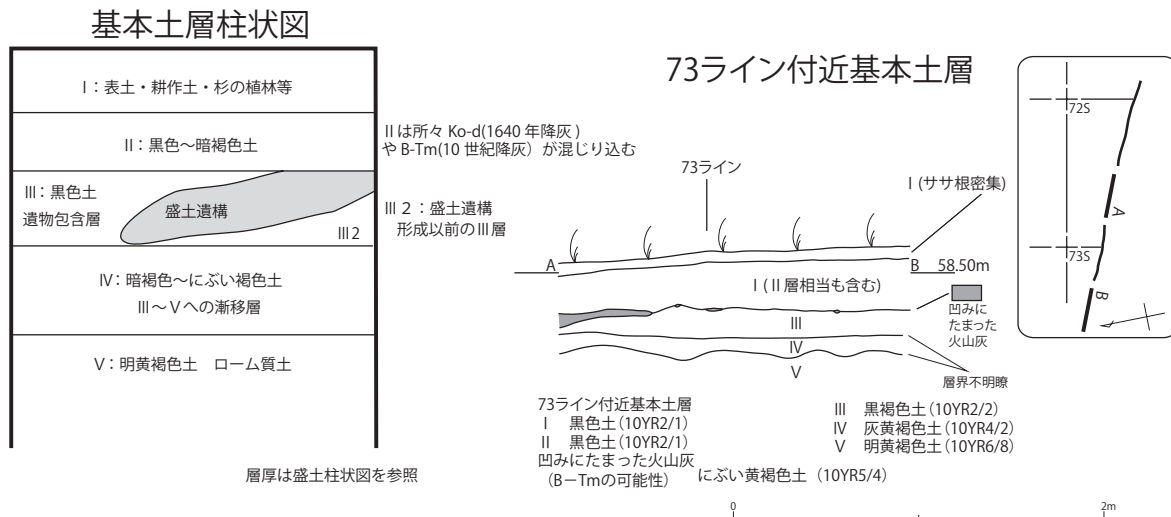 基本土層柱状図
Ⅰ：表土・耕作土・杉の植林等
Ⅱ：黒色～暗褐色土
Ⅱは所々 Ko-d(1640 年降灰 )
や B-Tm(10 世紀降灰）が混じり込む
Ⅲ：黒色土
遺物包含層
盛土遺構
Ⅲ2
Ⅲ 2：盛土遺構
形成以前のⅢ層
Ⅳ：暗褐色～にぶい褐色土
Ⅲ～Ⅴへの漸移層
Ⅴ：明黄褐色土　ローム質土
層厚は盛土柱状図を参照
73ライン付近基本土層
73ライン
Ⅰ (ササ根密集)
A
B 58.50m
Ⅰ (Ⅱ層相当も含む)
凹みに
たまった
火山灰
Ⅲ
Ⅳ
Ⅴ
層界不明瞭
73ライン付近基本土層
Ⅰ　黒色土(10YR2/1)
Ⅱ　黒色土(10YR2/1)
凹みにたまった火山灰
(B－Tmの可能性)　にぶい黄褐色土（10YR5/4)
Ⅲ　黒褐色土(10YR2/2)
Ⅳ　灰黄褐色土(10YR4/2)
Ⅴ　明黄褐色土(10YR6/8)
0 2m
72S
A
73S
B